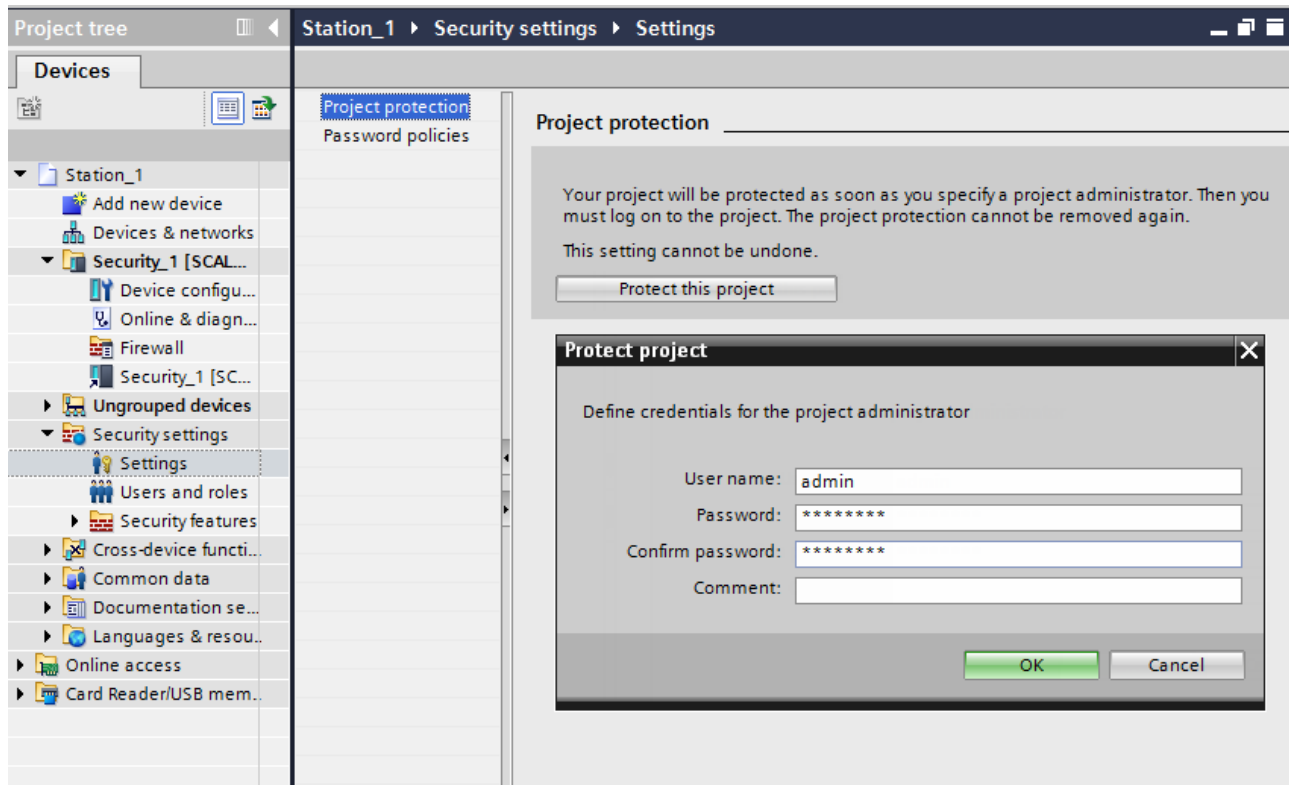 Project tree
Devices
Station_1
Add new device
Devices & networks
Security_1 [SCAL...
Device configu...
Online & diagn...
Firewall
Security_1 [SC...
Ungrouped devices
Security settings
Settings
Users and roles
Security features
Cross-device functi...
Common data
Documentation se...
Languages & resou..
Online access
Card Reader/USB mem..
Station_1 ▸ Security settings ▸ Settings
Project protection
Password policies
Project protection
Your project will be protected as soon as you specify a project administrator. Then you
must log on to the project. The project protection cannot be removed again.
This setting cannot be undone.
Protect this project
Protect project
Define credentials for the project administrator
User name: admin
Password: ********
Confirm password: ********
Comment:
OK Cancel